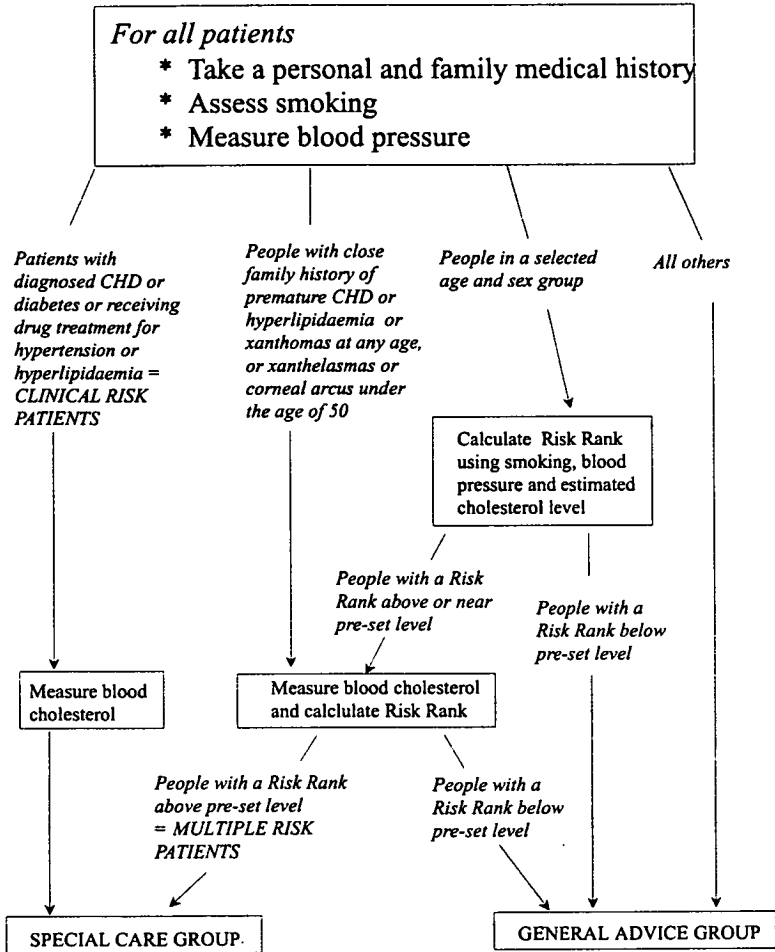 For all patients
* Take a personal and family medical history
* Assess smoking
* Measure blood pressure
Patients with
diagnosed CHD or
diabetes or receiving
drug treatment for
hypertension or
hyperlipidaemia =
CLINICAL RISK
PATIENTS
People with close
family history of
premature CHD or
hyperlipidaemia or
xanthomas at any age,
or xanthelasmas or
corneal arcus under
the age of 50
People in a selected
age and sex group
All others
Calculate Risk Rank
using smoking, blood
pressure and estimated
cholesterol level
People with a Risk
Rank above or near
pre-set level
People with a
Risk Rank below
pre-set level
Measure blood
cholesterol
Measure blood cholesterol
and calclulate Risk Rank
People with a Risk Rank
above pre-set level
= MULTIPLE RISK
PATIENTS
People with a
Risk Rank below
pre-set level
SPECIAL CARE GROUP.
GENERAL ADVICE GROUP